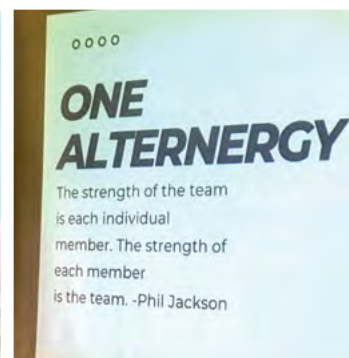 ONE
ALTERNERGY
The strength of the team
is each individual
member. The strength of
each member
is the team. -Phil Jackson